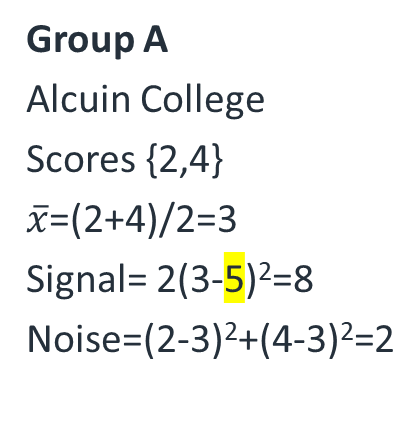 Group A
Alcuin College
Scores {2,4}
x̅=(2+4)/2=3
Signal= 2(3-5)²=8
Noise=(2-3)²+(4-3)²=2